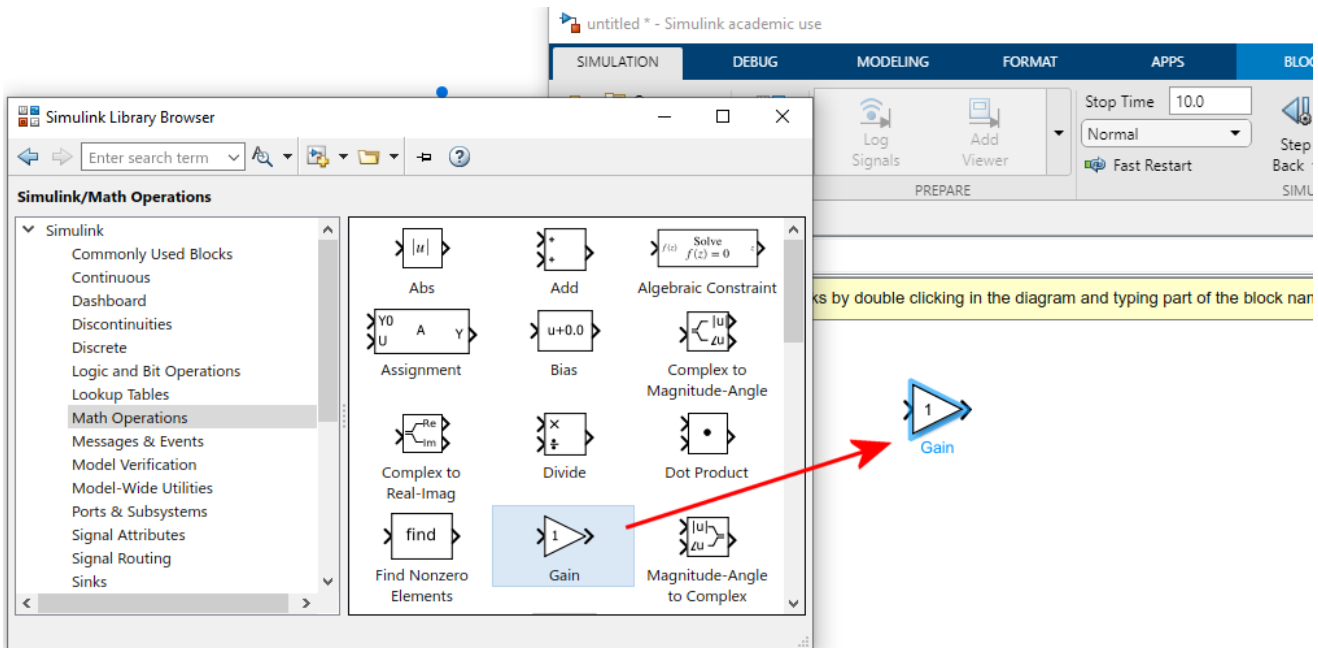 untitled * - Simulink academic use
SIMULATION DEBUG MODELING FORMAT APPS
Stop Time 10.0
Log Signals
Add Viewer
Normal
Fast Restart
Step Back
PREPARE
Simulink Library Browser
Enter search term
Simulink/Math Operations
Simulink
Commonly Used Blocks
Continuous
Dashboard
Discontinuities
Discrete
Logic and Bit Operations
Lookup Tables
Math Operations
Messages & Events
Model Verification
Model-Wide Utilities
Ports & Subsystems
Signal Attributes
Signal Routing
Sinks
|u|
+
+
f(z) Solve f(z) = 0 z
Abs Add Algebraic Constraint
Y0
U A Y
u+0.0
|u|
∠u
Assignment Bias Complex to
Magnitude-Angle
Re
Im
×
÷
Complex to Divide Dot Product
Real-Imag
find 1 |u|
∠u
Find Nonzero Gain Magnitude-Angle
Elements to Complex
by double clicking in the diagram and typing part of the block
1
Gain